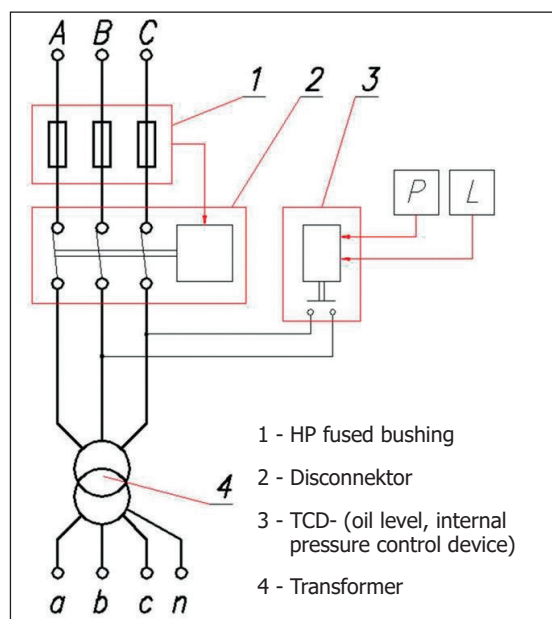 A B C
1 2 3
P L
1 - HP fused bushing
2 - Disconnektor
3 - TCD- (oil level, internal
pressure control device)
4
4 - Transformer
a b c n